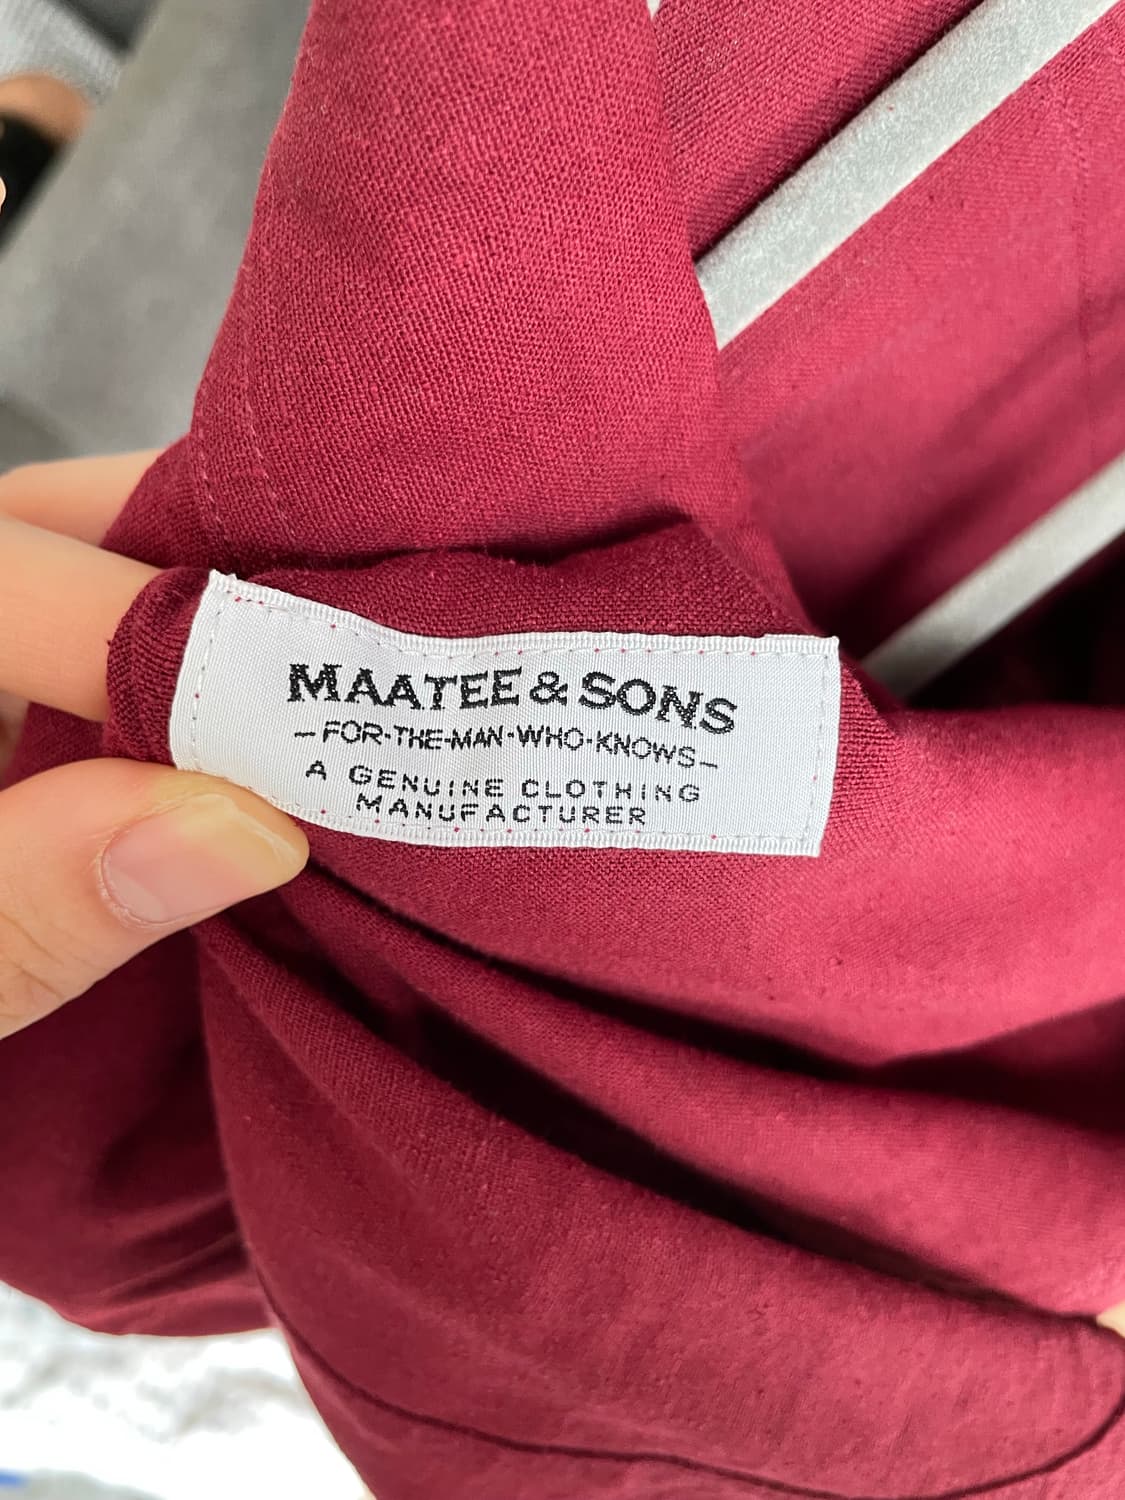 MAATEE & SONS
-FOR-THE-MAN-WHO-KNOWS-
A GENUINE CLOTHING
MANUFACTURER